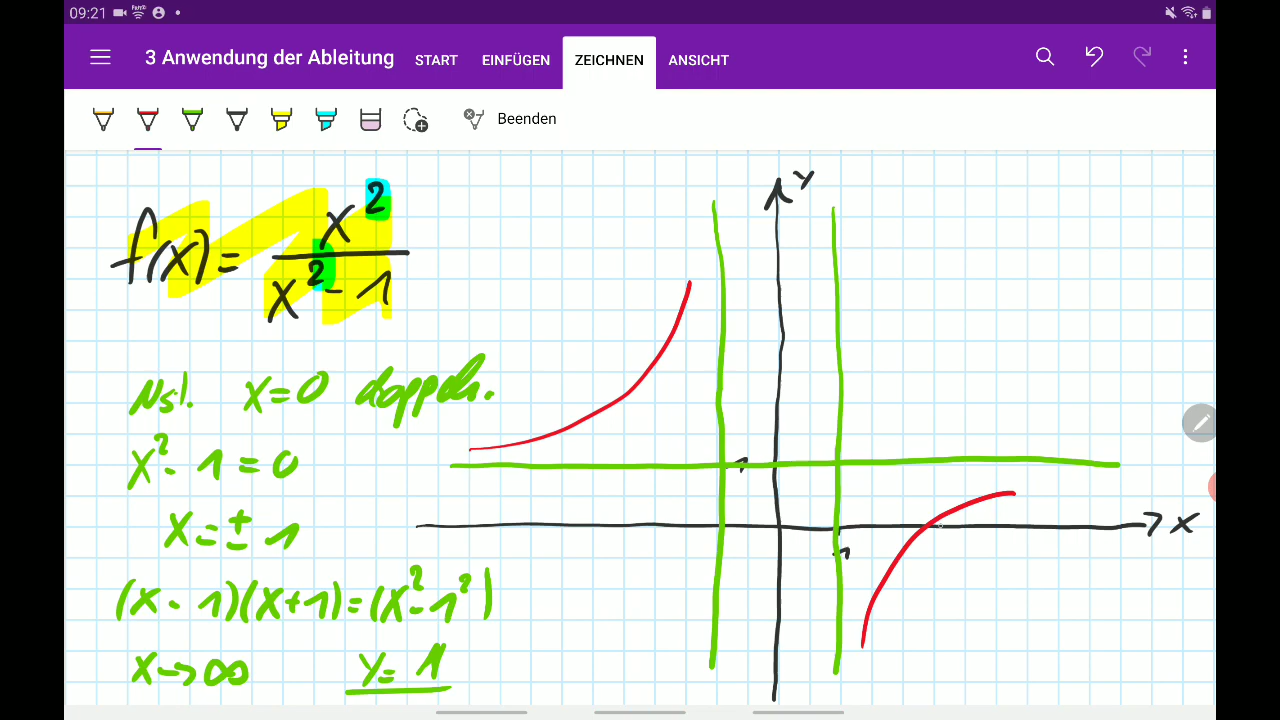 09:21
3 Anwendung der Ableitung START EINFÜGEN ZEICHNEN ANSICHT
Beenden
f(x) = x² / (x² - 1)
Ns!. x=0 doppelt.
x² - 1 = 0
x = ± 1
(x - 1)(x + 1) = (x² - 1²)
x → ∞ y = 1
y
1
x
1